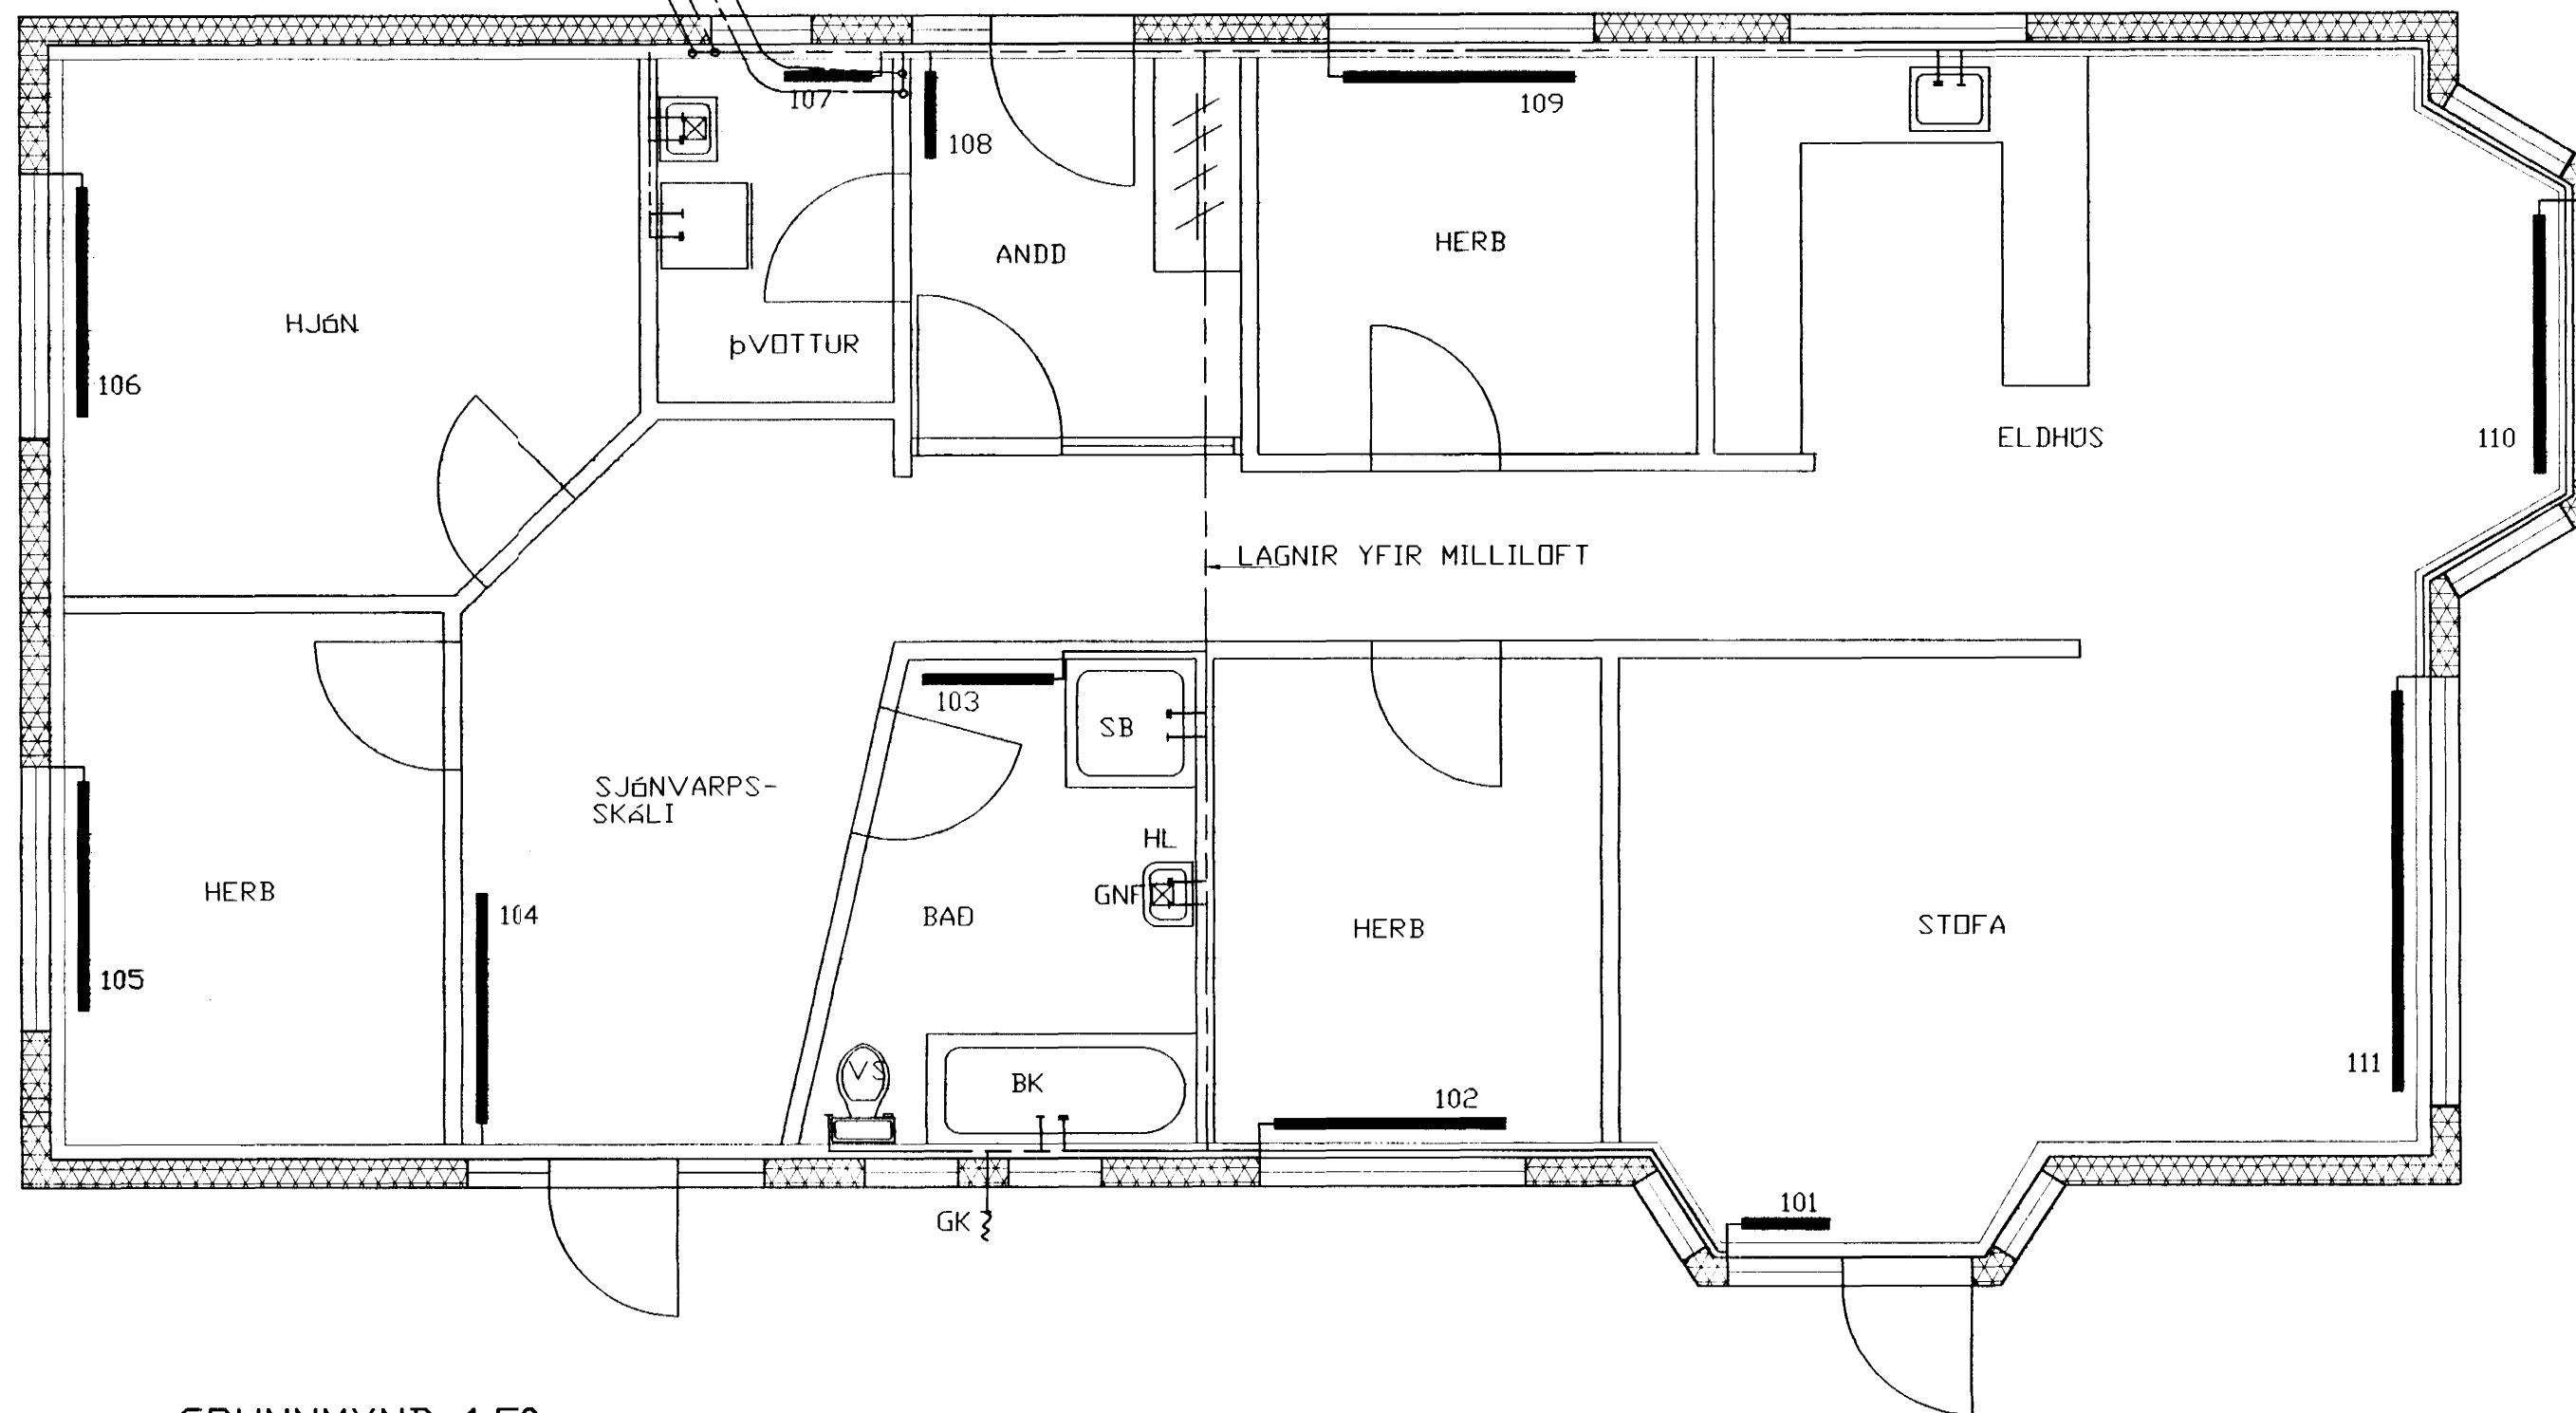 107
108
109
HERB
ANDD
HJóN
þVOTTUR
106
ELDHÚS
110
LAGNIR YFIR MILLILOFT
103
SB
SJóNVARPS-
SKáLI
HL
GNF
HERB
104
BAÐ
HERB
STOFA
105
VS
BK
102
111
101
GK